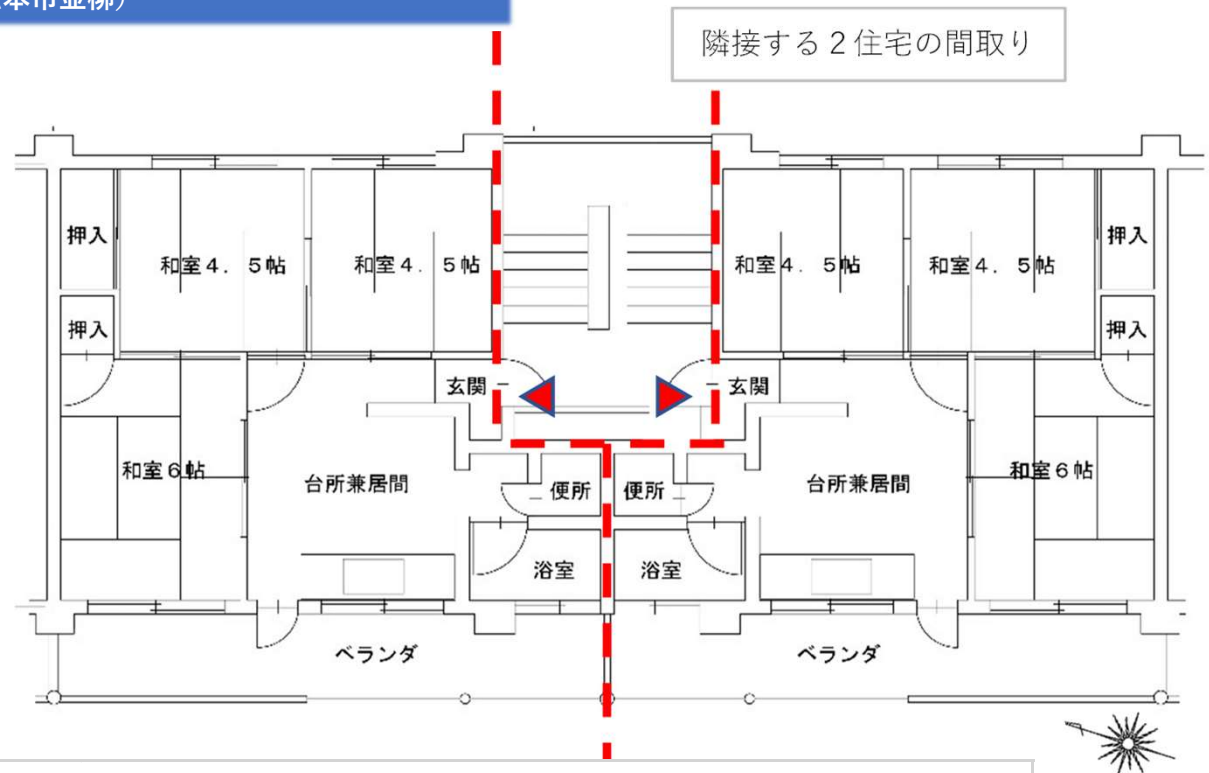 本市並柳）
隣接する２住宅の間取り
押入
和室４．５帖
和室４．５帖
和室４．５帖
和室４．５帖
押入
押入
押入
玄関
玄関
和室６帖
台所兼居間
便所
便所
台所兼居間
和室６帖
浴室
浴室
ベランダ
ベランダ